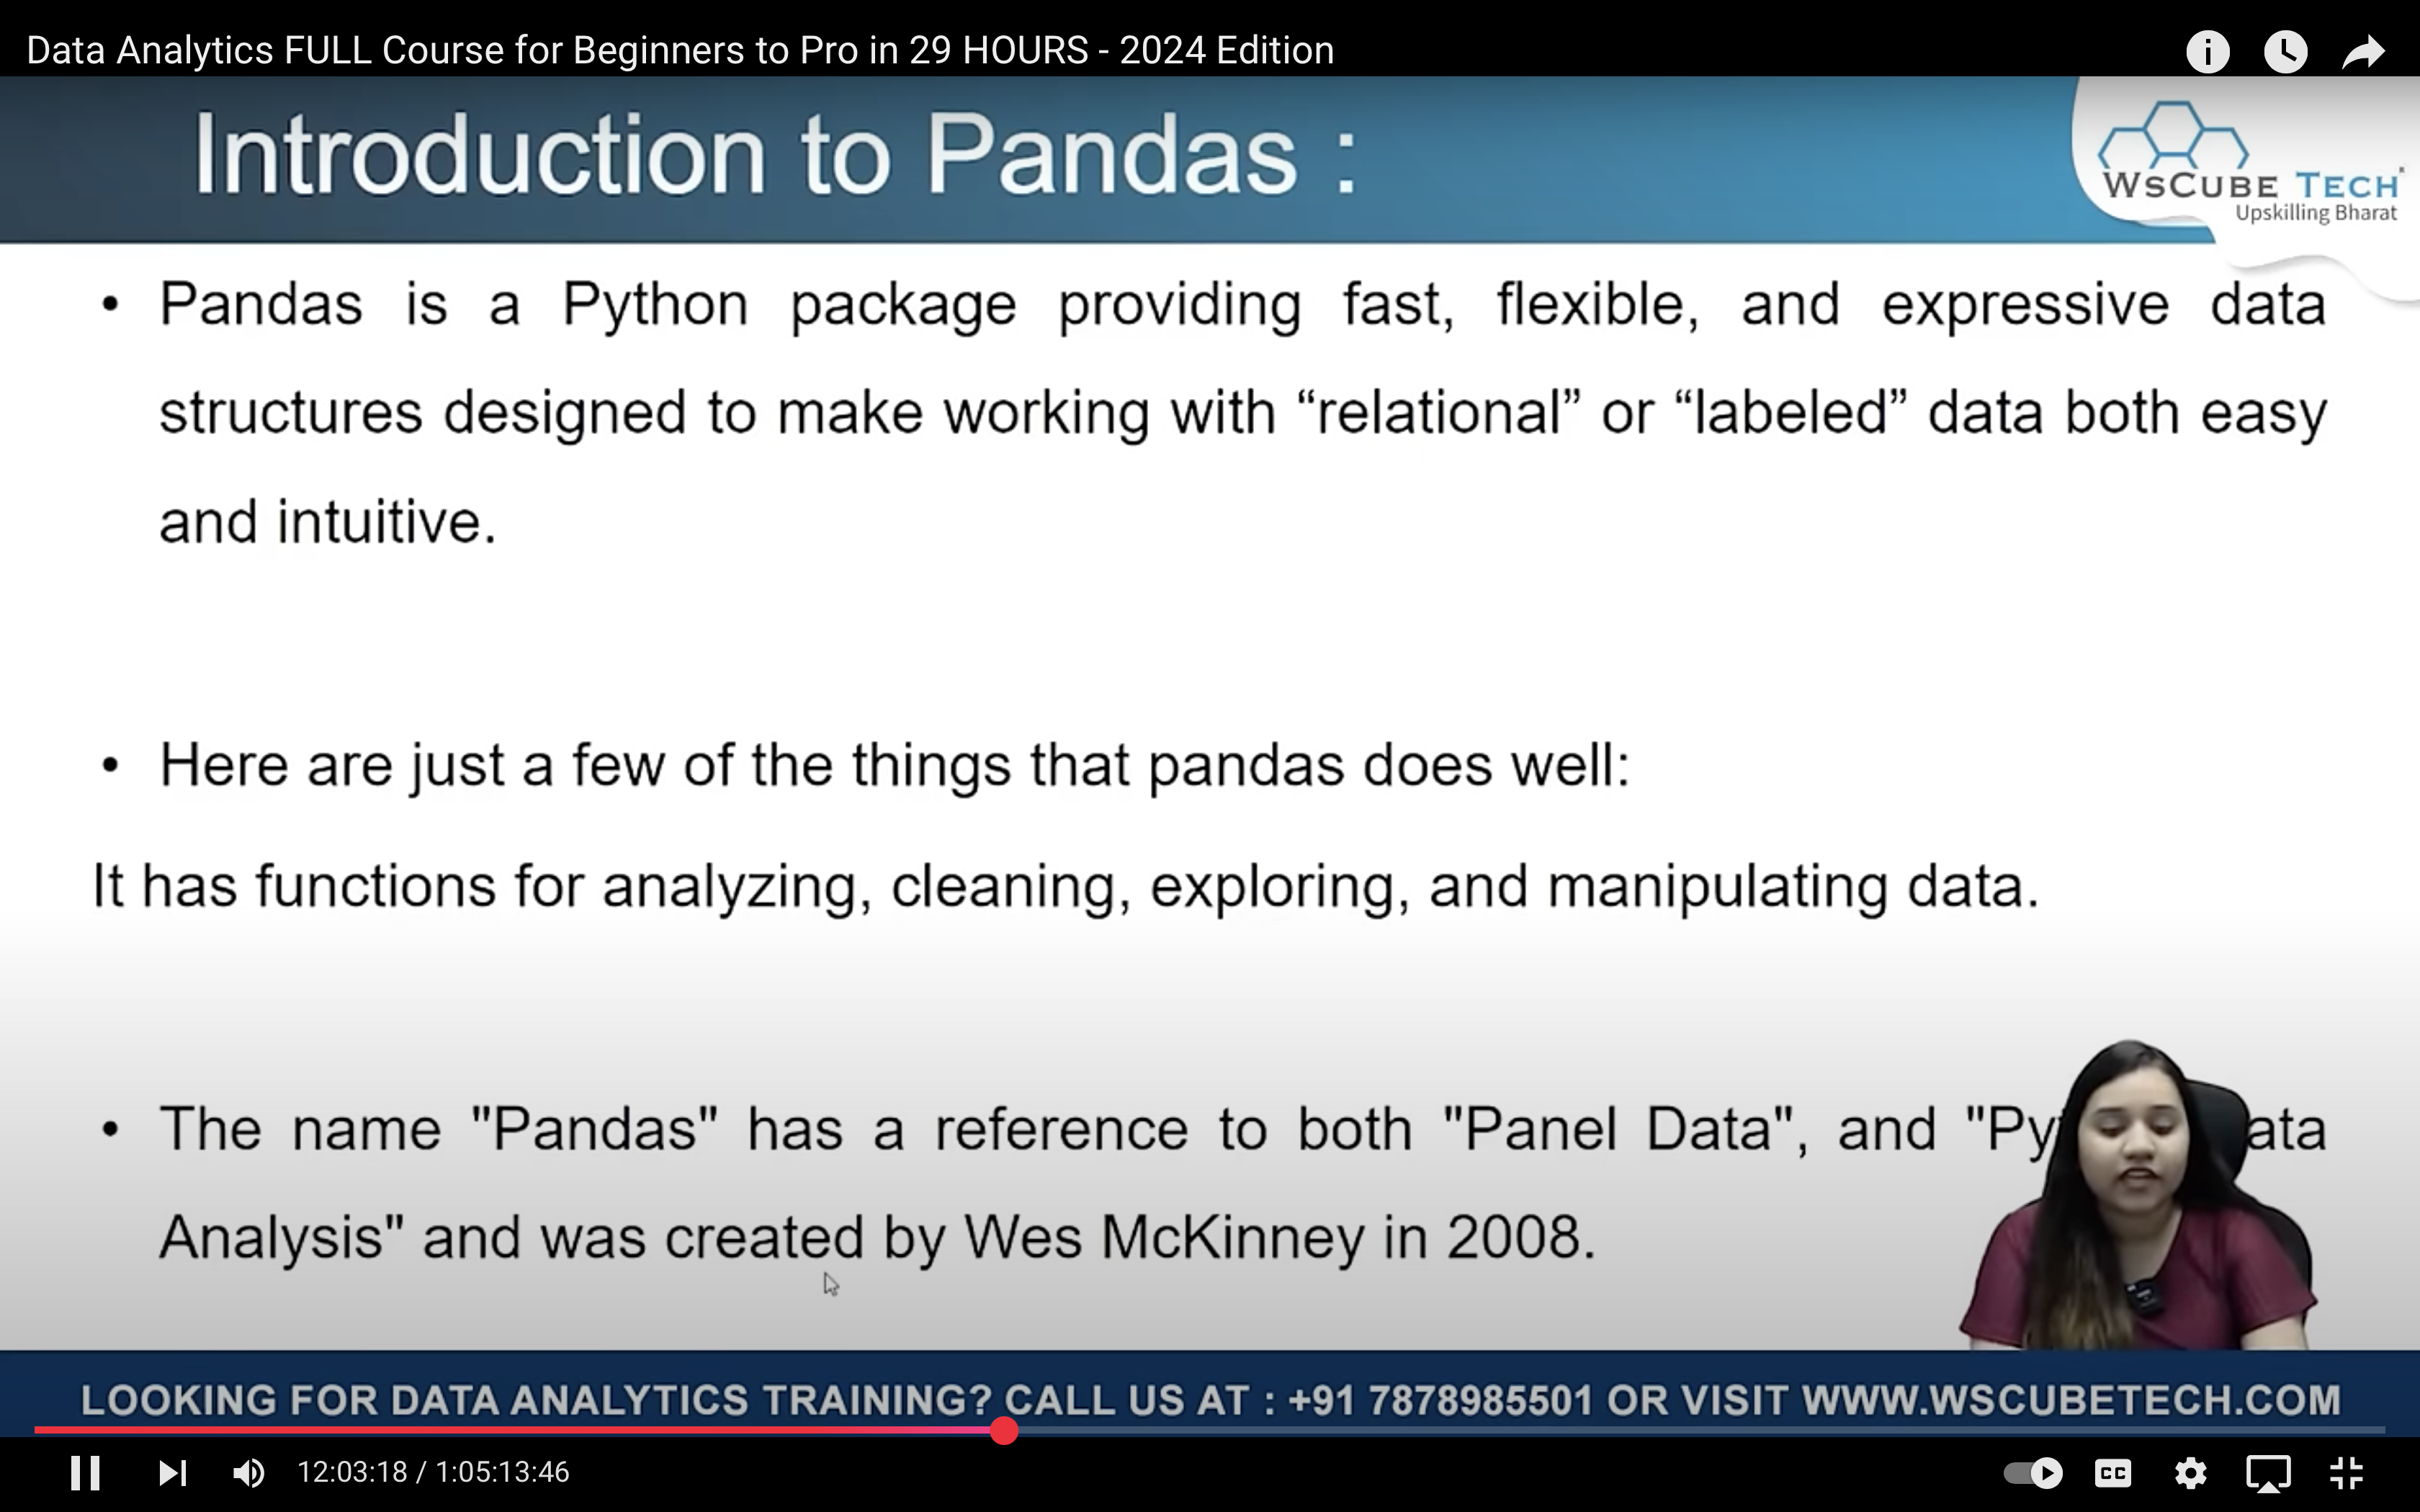 Data Analytics FULL Course for Beginners to Pro in 29 HOURS - 2024 Edition
Introduction to Pandas :
WSCUBE TECH
Upskilling Bharat
• Pandas is a Python package providing fast, flexible, and expressive data
structures designed to make working with “relational” or “labeled” data both easy
and intuitive.
• Here are just a few of the things that pandas does well:
It has functions for analyzing, cleaning, exploring, and manipulating data.
• The name "Pandas" has a reference to both "Panel Data", and
Analysis" and was created by Wes McKinney in 2008.
LOOKING FOR DATA ANALYTICS TRAINING? CALL US AT : +91 7878985501 OR VISIT WWW.WSCUBETECH.COM
12:03:18 / 1:05:13:46
CC